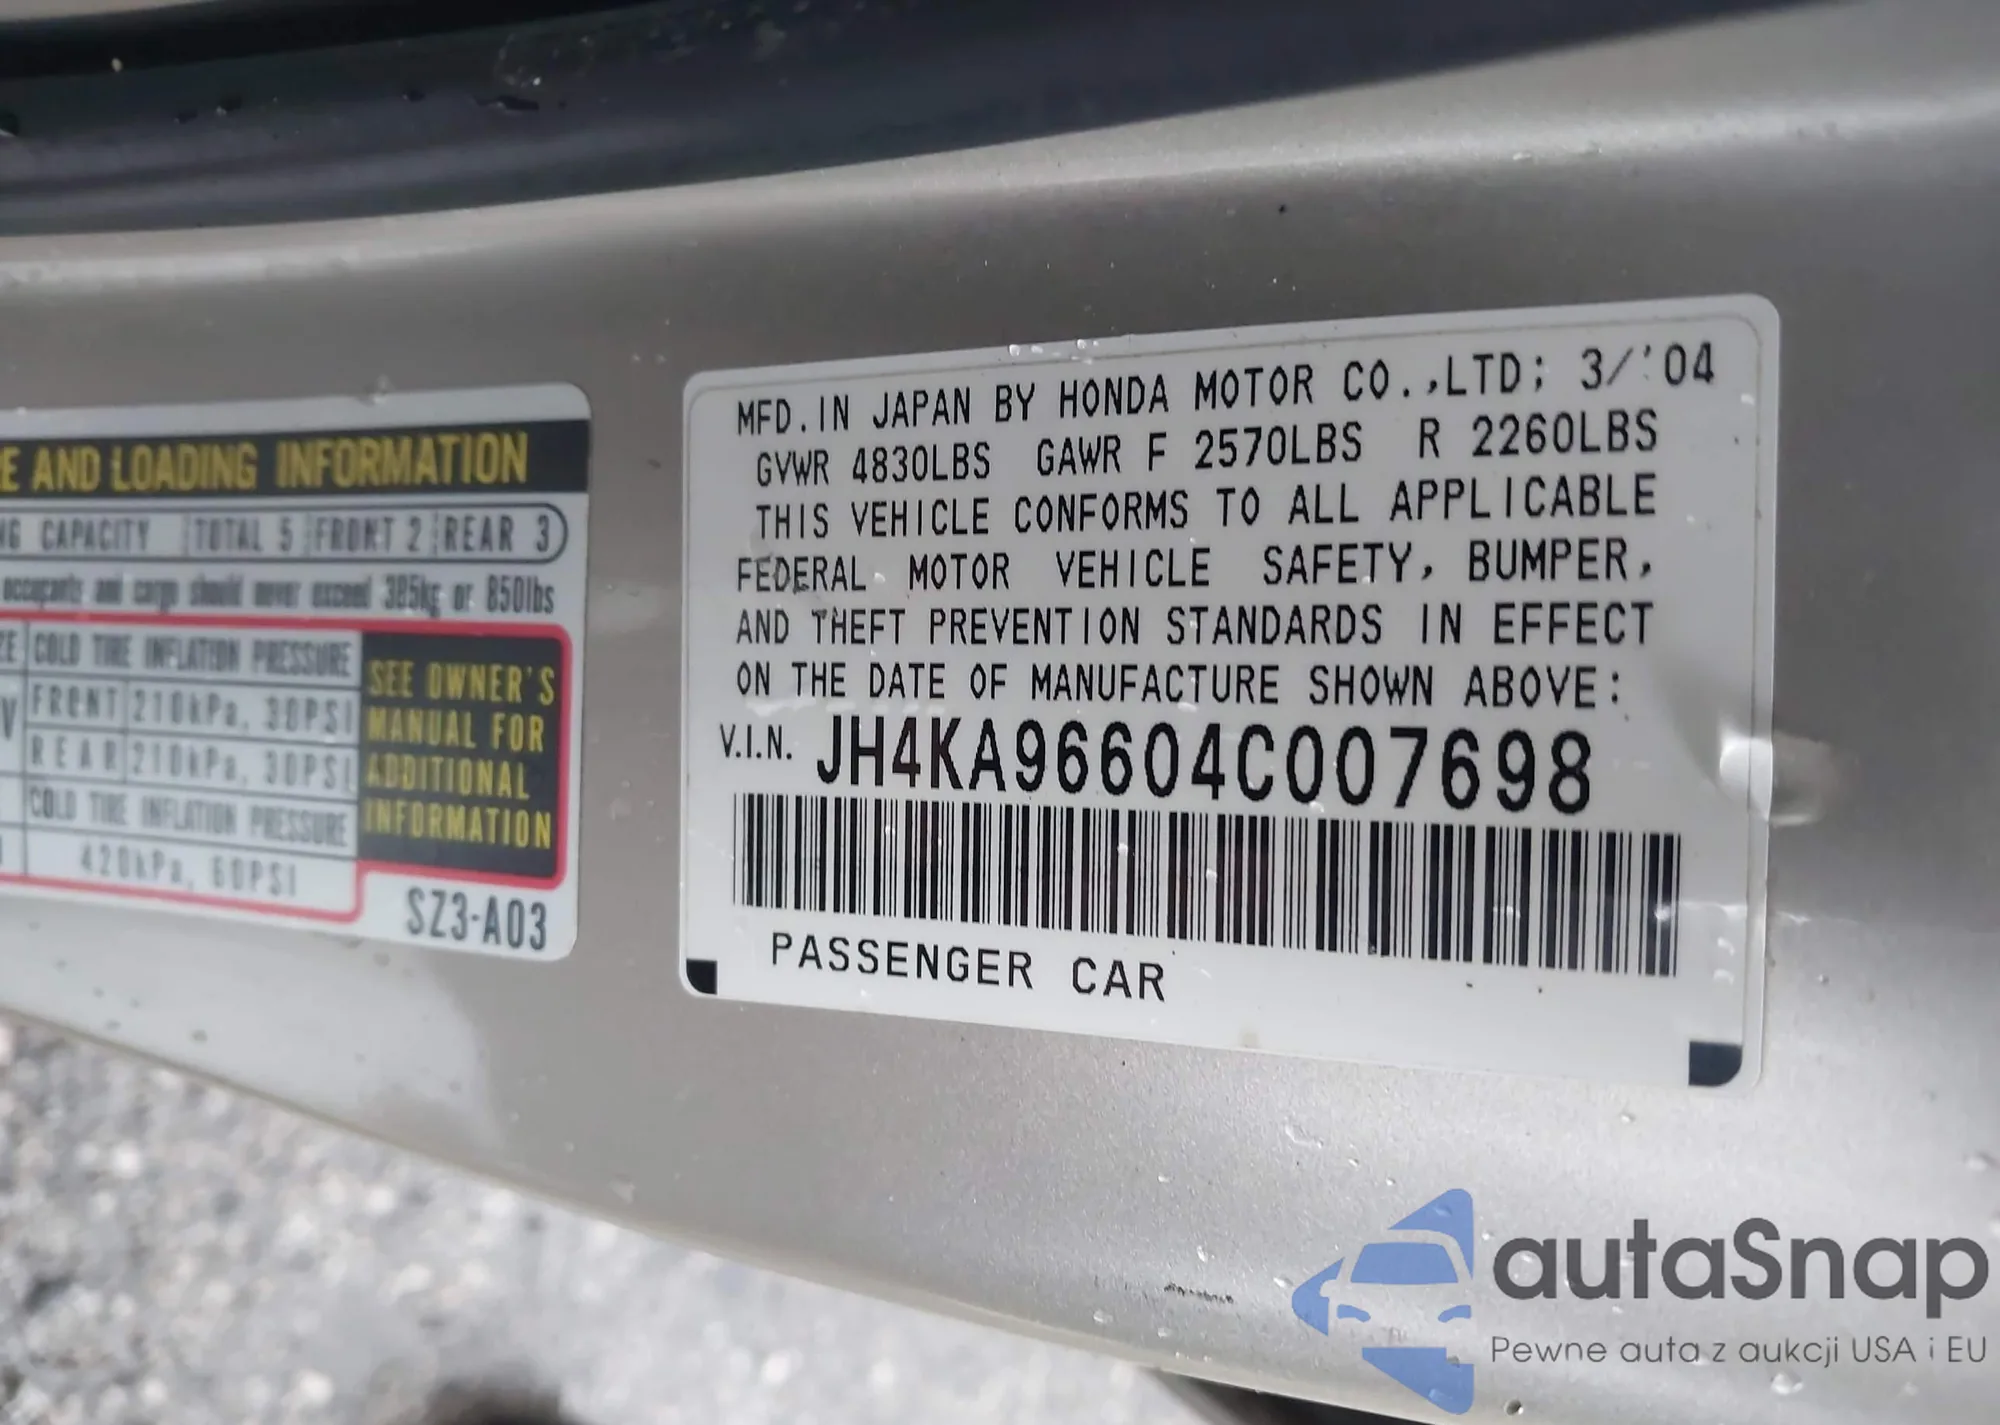 E AND LOADING INFORMATION
NG CAPACITY TOTAL 5 FRONT 2 REAR 3
occupants and cargo should never exceed 385kg or 850lbs
ZE COLD TIRE INFLATION PRESSURE
V FRONT 210kPa, 30PSI
REAR 210kPa, 30PSI
COLD TIRE INFLATION PRESSURE
420kPa, 60PSI
SEE OWNER'S
MANUAL FOR
ADDITIONAL
INFORMATION
SZ3-A03
MFD. IN JAPAN BY HONDA MOTOR CO.,LTD; 3/'04
GVWR 4830LBS GAWR F 2570LBS R 2260LBS
THIS VEHICLE CONFORMS TO ALL APPLICABLE
FEDERAL MOTOR VEHICLE SAFETY, BUMPER,
AND THEFT PREVENTION STANDARDS IN EFFECT
ON THE DATE OF MANUFACTURE SHOWN ABOVE:
V.I.N. JH4KA96604C007698
PASSENGER CAR
autaSnap
Pewne auta z aukcji USA i EU